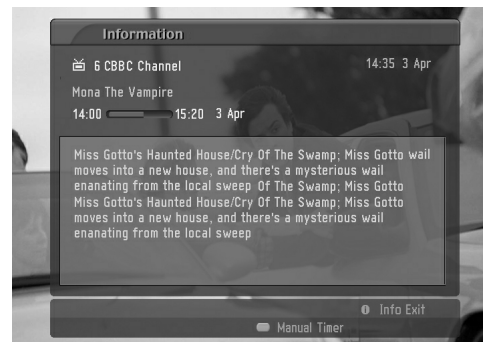 Information
6 CBBC Channel 14:35 3 Apr
Mona The Vampire
14:00 15:20 3 Apr
Miss Gotto's Haunted House/Cry Of The Swamp; Miss Gotto wail
moves into a new house, and there's a mysterious wail
enanating from the local sweep Of The Swamp; Miss Gotto
Miss Gotto's Haunted House/Cry Of The Swamp; Miss Gotto
moves into a new house, and there's a mysterious wail
enanating from the local sweep
i Info Exit
Manual Timer